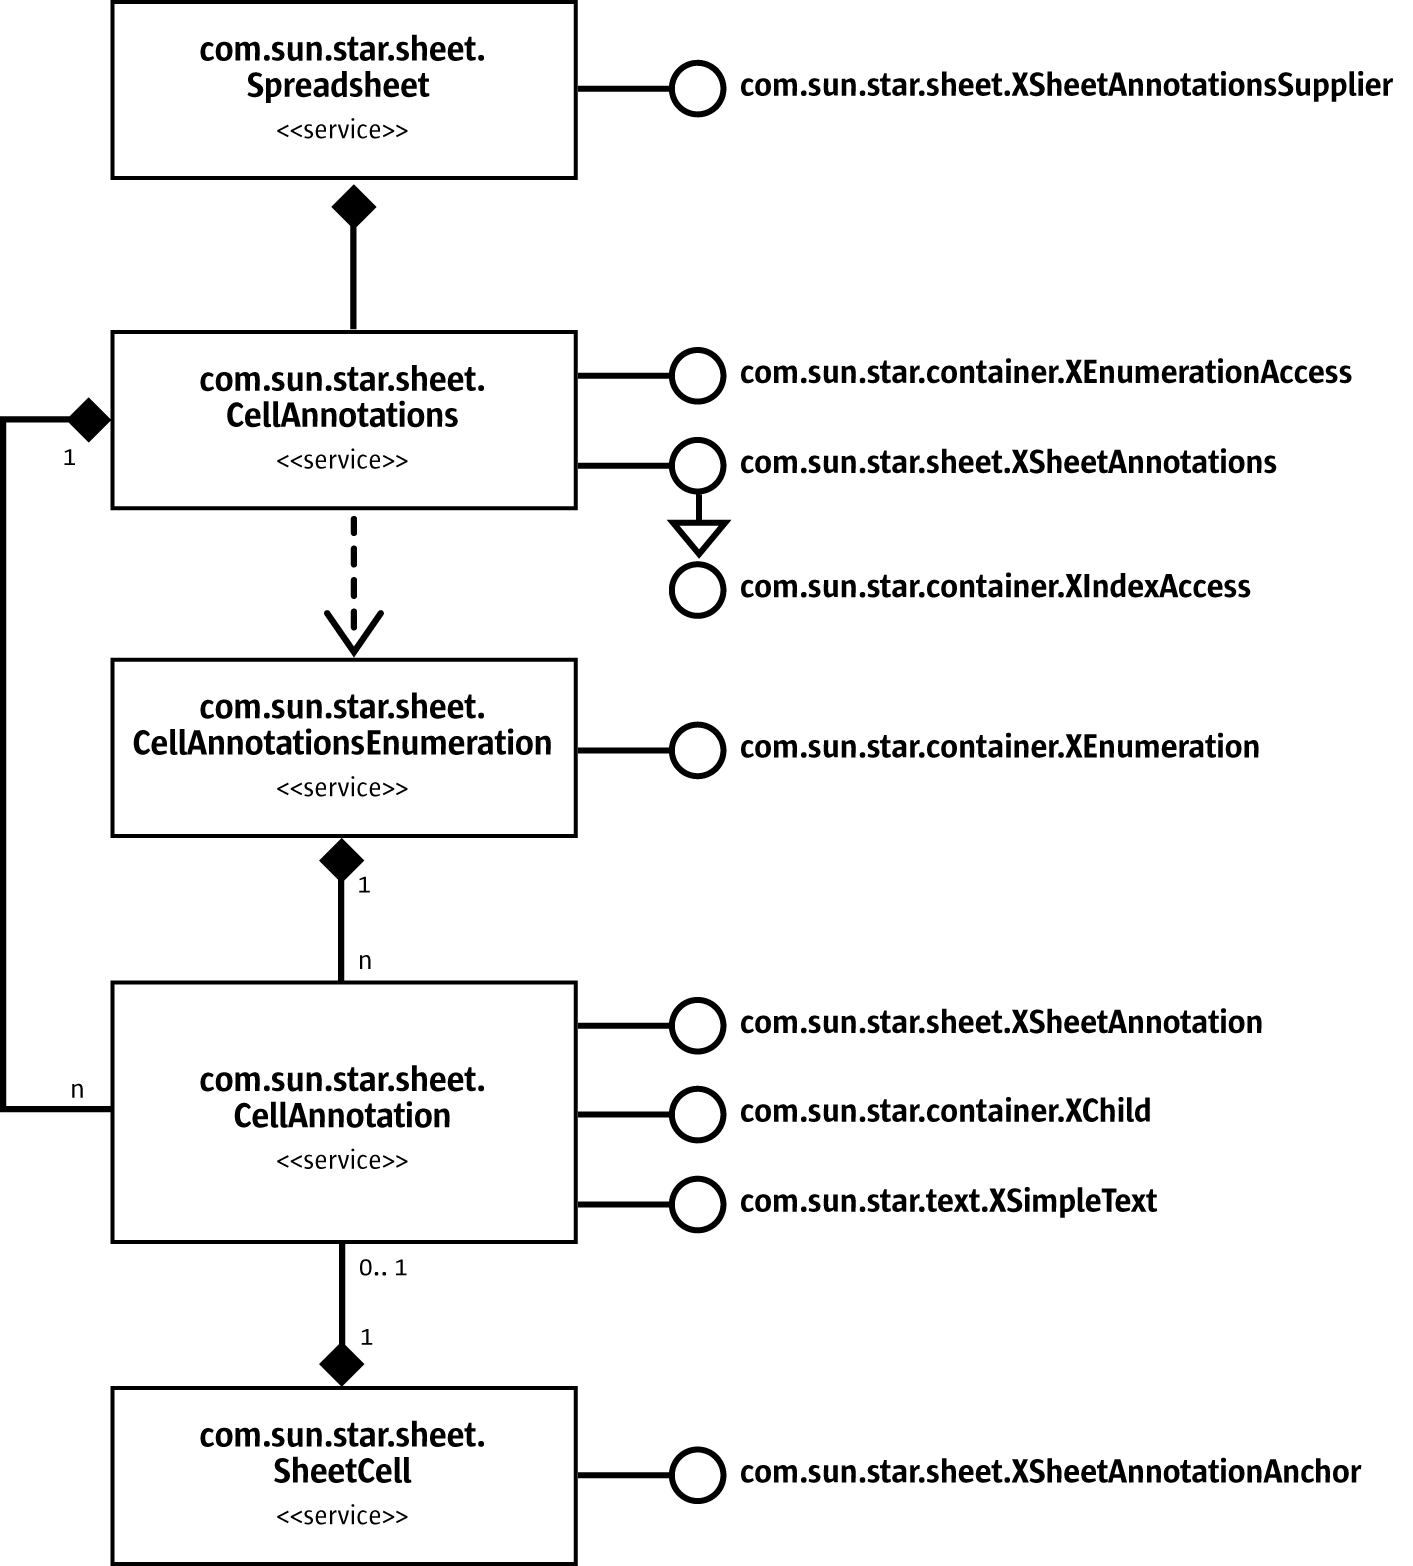 com.sun.star.sheet.
Spreadsheet
<<service>>
com.sun.star.sheet.XSheetAnnotationsSupplier
com.sun.star.sheet.
CellAnnotations
<<service>>
com.sun.star.container.XEnumerationAccess
com.sun.star.sheet.XSheetAnnotations
com.sun.star.container.XIndexAccess
1
com.sun.star.sheet.
CellAnnotationsEnumeration
<<service>>
com.sun.star.container.XEnumeration
1
n
com.sun.star.sheet.
CellAnnotation
<<service>>
com.sun.star.sheet.XSheetAnnotation
com.sun.star.container.XChild
com.sun.star.text.XSimpleText
n
0.. 1
1
com.sun.star.sheet.
SheetCell
<<service>>
com.sun.star.sheet.XSheetAnnotationAnchor